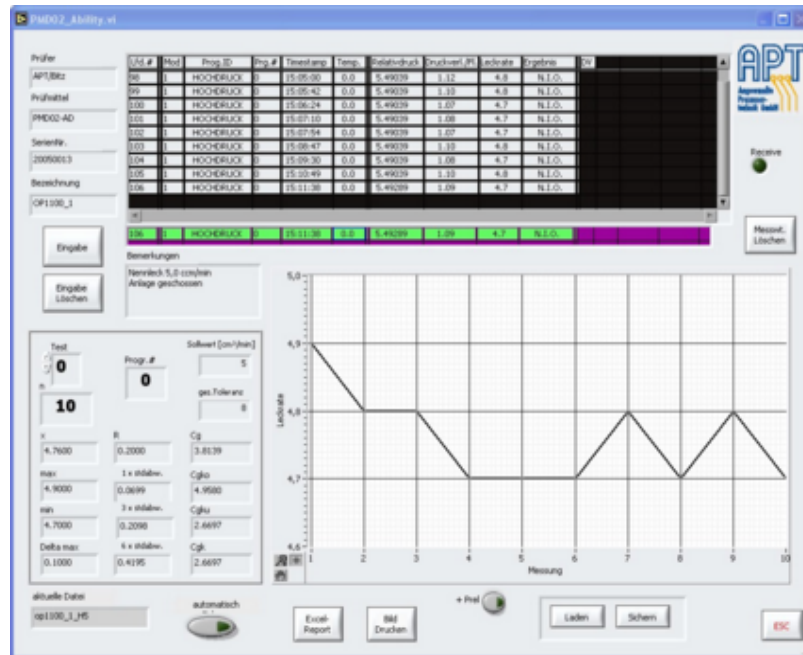 PMD02_Ability.vi
Prüfer
APT/Bitz
Prüfmittel
PMD02-AD
SerienNr.
20050013
Bezeichnung
OP1100_1
Eingabe
Eingabe Löschen
Lfd.# Mod Prog.ID Prg.# Timestamp Temp. Relativdruck Druckverl./Pl. Leckrate Ergebnis DV
98 1 HOCHDRUCK 0 15:05:00 0.0 5.49039 1.12 4.8 N.I.O.
99 1 HOCHDRUCK 0 15:05:42 0.0 5.49039 1.10 4.8 N.I.O.
100 1 HOCHDRUCK 0 15:06:24 0.0 5.49039 1.07 4.7 N.I.O.
101 1 HOCHDRUCK 0 15:07:10 0.0 5.49039 1.08 4.7 N.I.O.
102 1 HOCHDRUCK 0 15:07:54 0.0 5.49039 1.07 4.7 N.I.O.
103 1 HOCHDRUCK 0 15:08:47 0.0 5.49039 1.10 4.8 N.I.O.
104 1 HOCHDRUCK 0 15:09:30 0.0 5.49039 1.08 4.7 N.I.O.
105 1 HOCHDRUCK 0 15:10:49 0.0 5.49039 1.10 4.8 N.I.O.
106 1 HOCHDRUCK 0 15:11:38 0.0 5.49289 1.09 4.7 N.I.O.
106 1 HOCHDRUCK 0 15:11:38 0.0 5.49289 1.09 4.7 N.I.O.
APT
Angewandte
Prozess-
technik GmbH
Receive
Messwt. Löschen
Bemerkungen
Nennleck 5,0 ccm/min
Anlage geschossen
Test
0
Progr.#
0
Sollwert [cm³/min]
5
n
10
ges.Toleranz
8
x R Cg
4.7600 0.2000 3.8139
max 1 x stdabw. Cgko
4.9000 0.0699 4.9580
min 3 x stdabw. Cgku
4.7000 0.2098 2.6697
Delta max 6 x stdabw. Cgk
0.1000 0.4195 2.6697
5,0
4,9
4,8
4,7
4,6
Leckrate
1 2 3 4 5 6 7 8 9 10
Messung
aktuelle Datei
op1100_1_H5
automatisch
Excel-Report
Bild Drucken
+ Prel
Laden
Sichern
ESC